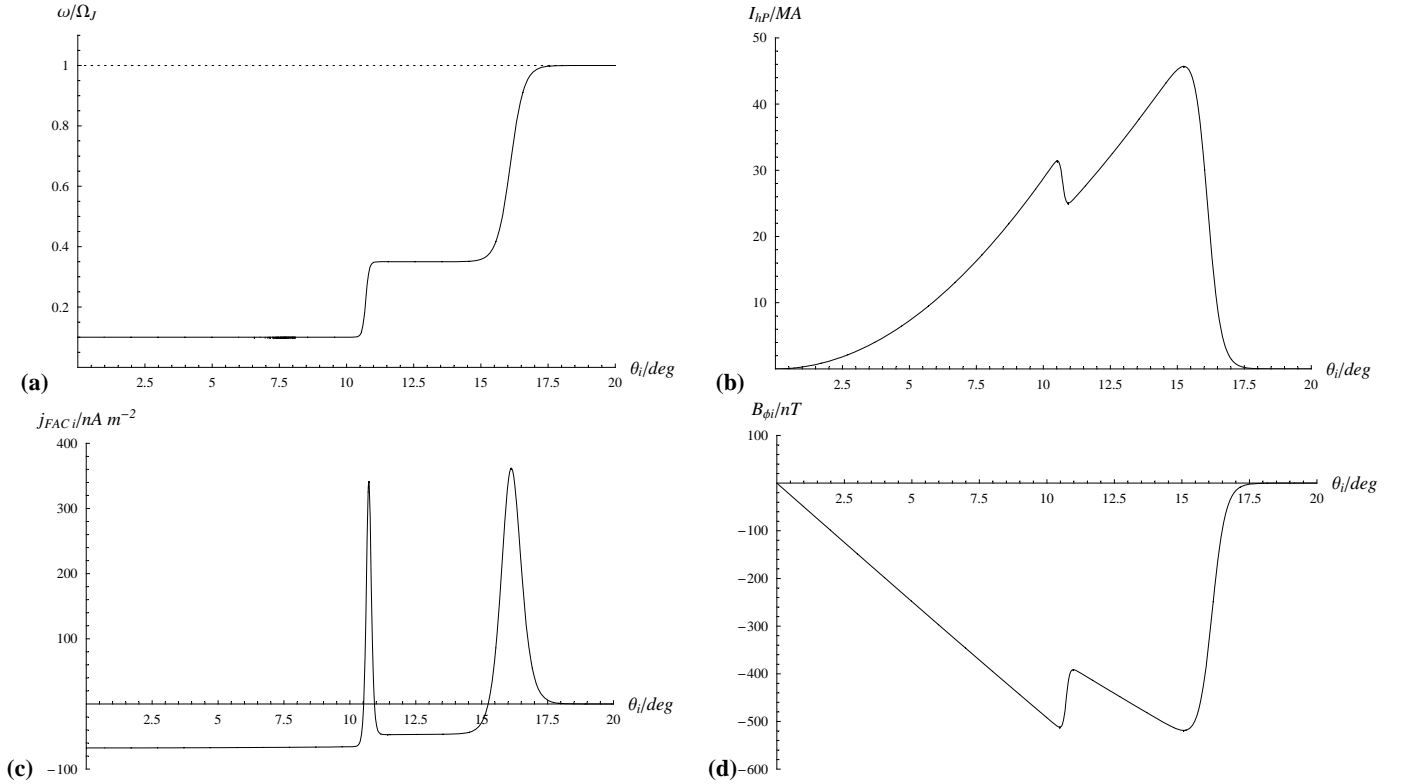 ω/Ω_J
1
0.8
0.6
0.4
0.2
2.5 5 7.5 10 12.5 15 17.5 20
θ_i/deg
(a)
I_hP/MA
50
40
30
20
10
2.5 5 7.5 10 12.5 15 17.5 20
θ_i/deg
(b)
j_FAC i/nA m⁻²
400
300
200
100
−100
2.5 5 7.5 10 12.5 15 17.5 20
θ_i/deg
(c)
B_ϕi/nT
100
−100
−200
−300
−400
−500
−600
2.5 5 7.5 10 12.5 15 17.5 20
θ_i/deg
(d)